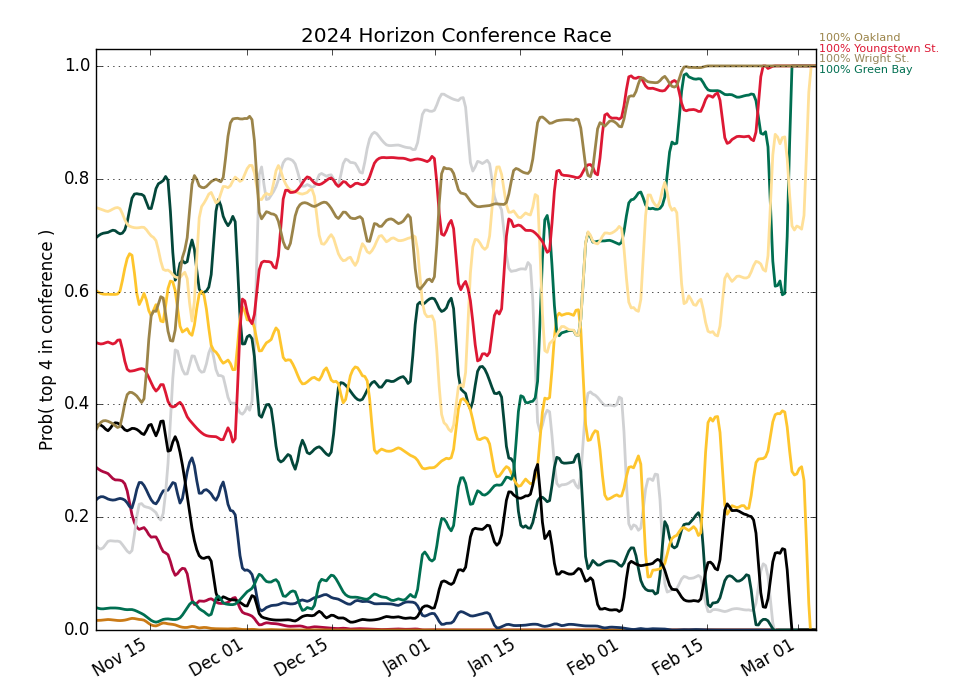 2024 Horizon Conference Race
100% Oakland
100% Youngstown St.
100% Wright St.
100% Green Bay
Prob( top 4 in conference )
1.0
0.8
0.6
0.4
0.2
0.0
Nov 15
Dec 01
Dec 15
Jan 01
Jan 15
Feb 01
Feb 15
Mar 01